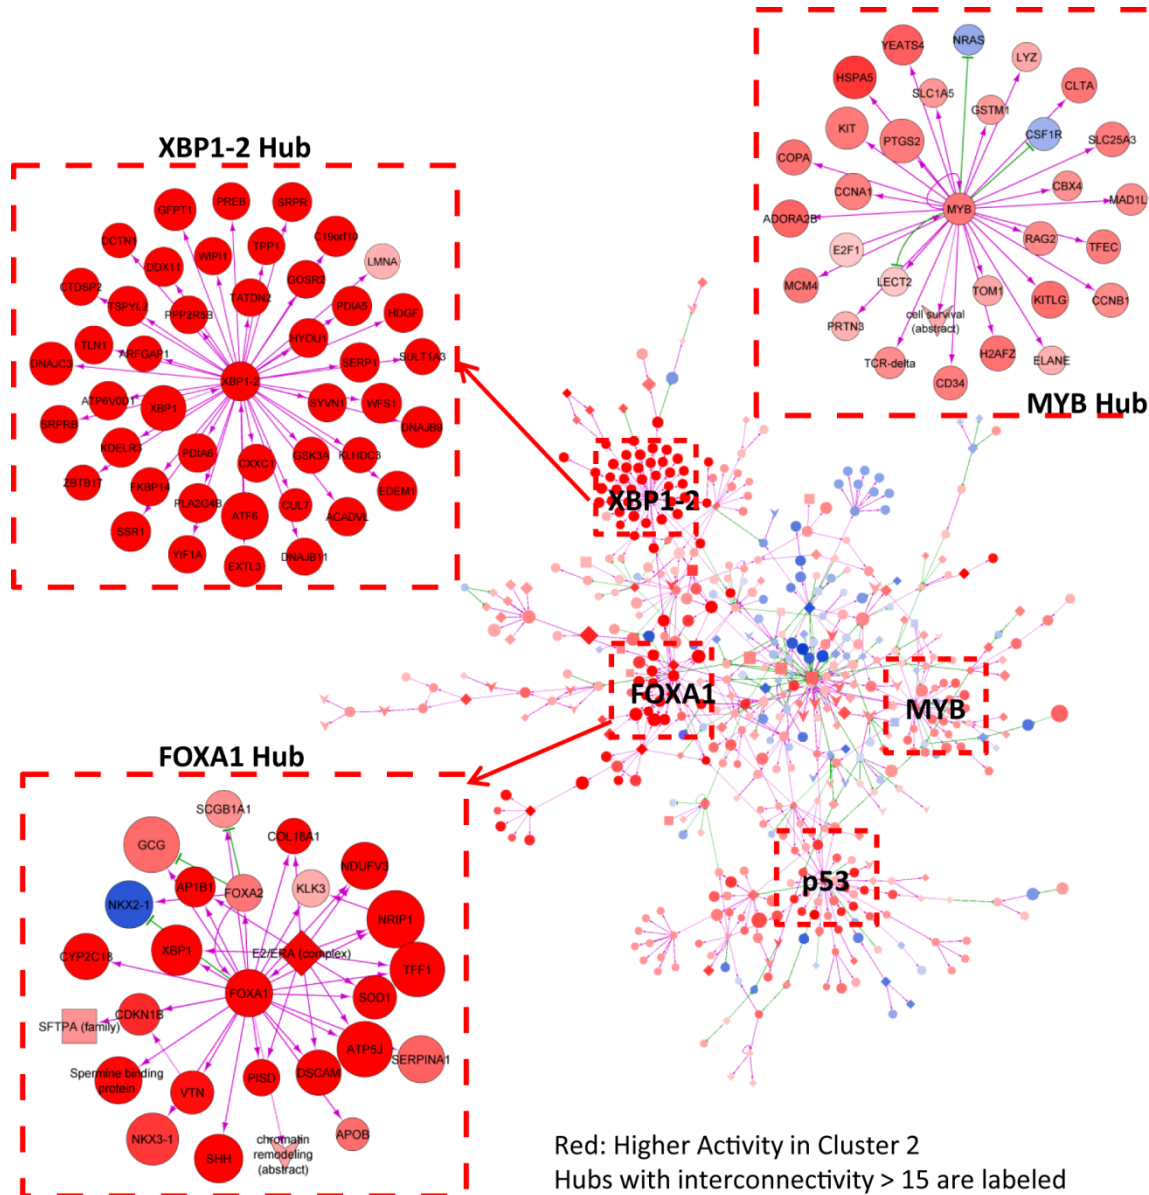 XBP1-2 Hub
GFPT1
PREB
SRPR
DCTN1
WIPI1
TPP1
C19orf10
DDX11
LMNA
CTDSP2
GOSR2
TSPYL2
TATDN2
PDIA5
PPP2R5B
HDGF
HYOU1
TLN1
ARFGAP1
DNAJC3
SERP1
SULT1A3
XBP1-2
ATP6V0D1
XBP1
SYVN1
WFS1
SRPRB
DNAJB9
KDELR3
PDIA6
CXXC1
GSK3A
KLHDC3
ZBTB17
FKBP14
PLA2G4B
EDEM1
CUL7
ACADVL
SSR1
ATF6
YIF1A
DNAJB11
EXTL3
YEATS4
NRAS
LYZ
HSPA5
SLC1A5
CLTA
GSTM1
KIT
PTGS2
CSF1R
SLC25A3
COPA
CCNA1
CBX4
MAD1L
MYB
ADORA2B
RAG2
TFEC
E2F1
MCM4
LECT2
TOM1
KITLG
CCNB1
PRTN3
cell survival
(abstract)
TCR-delta
H2AFZ
ELANE
CD34
MYB Hub
XBP1-2
FOXA1
MYB
p53
FOXA1 Hub
SCGB1A1
GCG
COL18A1
NDUFV3
AP1B1
FOXA2
KLK3
NKX2-1
NRIP1
XBP1
E2/ERA (complex)
CYP2C18
TFF1
FOXA1
SOD1
SFTPA (family)
CDKN1B
ATP5J
SERPINA1
Spermine binding
protein
VTN
PISD
DSCAM
NKX3-1
APOB
SHH
chromatin
remodeling
(abstract)
Red: Higher Activity in Cluster 2
Hubs with interconnectivity > 15 are labeled